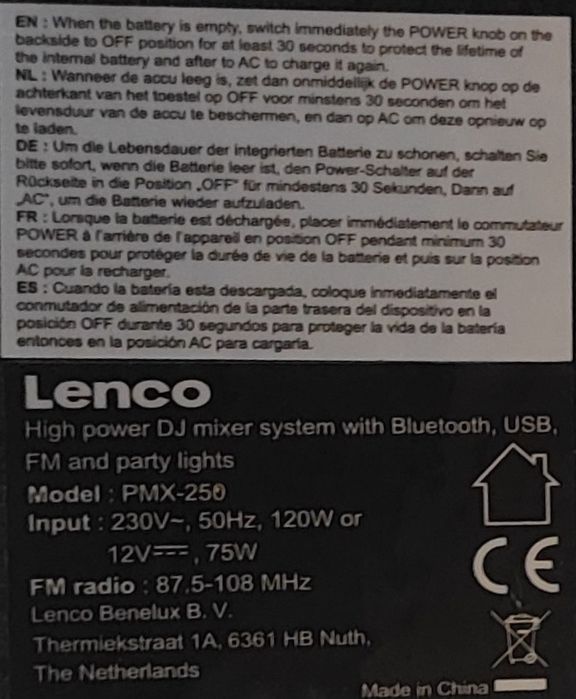 EN : When the battery is empty, switch immediately the POWER knob on the
backside to OFF position for at least 30 seconds to protect the lifetime of
the internal battery and after to AC to charge it again.
NL : Wanneer de accu leeg is, zet dan onmiddellijk de POWER knop op de
achterkant van het toestel op OFF voor minstens 30 seconden om het
levensduur van de accu te beschermen, en dan op AC om deze opnieuw op
te laden.
DE : Um die Lebensdauer der integrierten Batterie zu schonen, schalten Sie
bitte sofort, wenn die Batterie leer ist, den Power-Schalter auf der
Rückseite in die Position „OFF" für mindestens 30 Sekunden, Dann auf
„AC", um die Batterie wieder aufzuladen.
FR : Lorsque la batterie est déchargée, placer immédiatement le commutateur
POWER à l'arrière de l'appareil en position OFF pendant minimum 30
secondes pour protéger la durée de vie de la batterie et puis sur la position
AC pour la recharger.
ES : Cuando la batería esta descargada, coloque inmediatamente el
conmutador de alimentación de la parte trasera del dispositivo en la
posición OFF durante 30 segundos para proteger la vida de la batería
entonces en la posición AC para cargarla.
Lenco
High power DJ mixer system with Bluetooth, USB,
FM and party lights
Model : PMX-250
Input : 230V~, 50Hz, 120W or
12V⎓, 75W
FM radio : 87.5-108 MHz
Lenco Benelux B. V.
Thermiekstraat 1A, 6361 HB Nuth,
The Netherlands
CE
Made in China